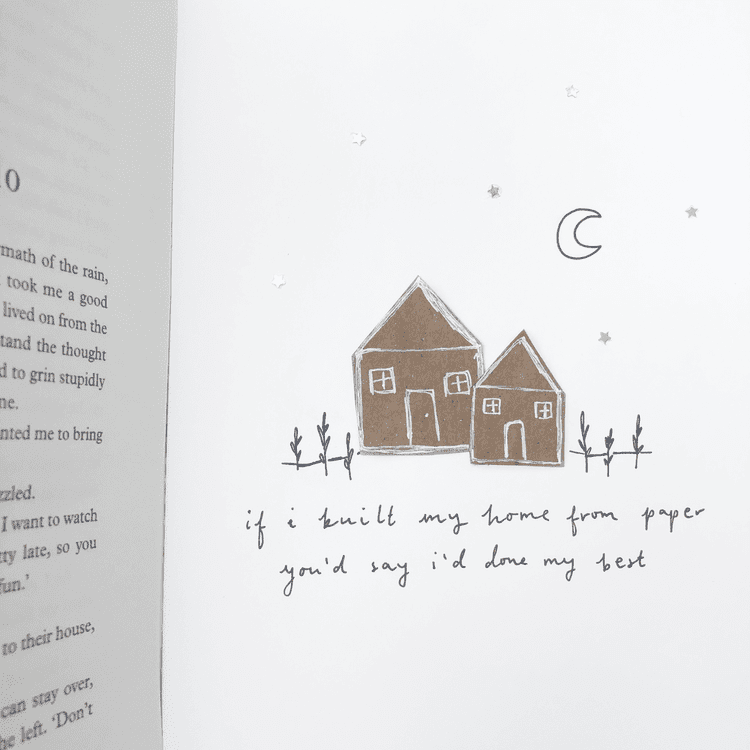 0
math of the rain,
took me a good
lived on from the
tand the thought
d to grin stupidly
ne.
nted me to bring
zzled.
I want to watch
tty late, so you
fun.'
to their house,
can stay over,
he left. 'Don't
if i built my home from paper
you'd say i'd done my best